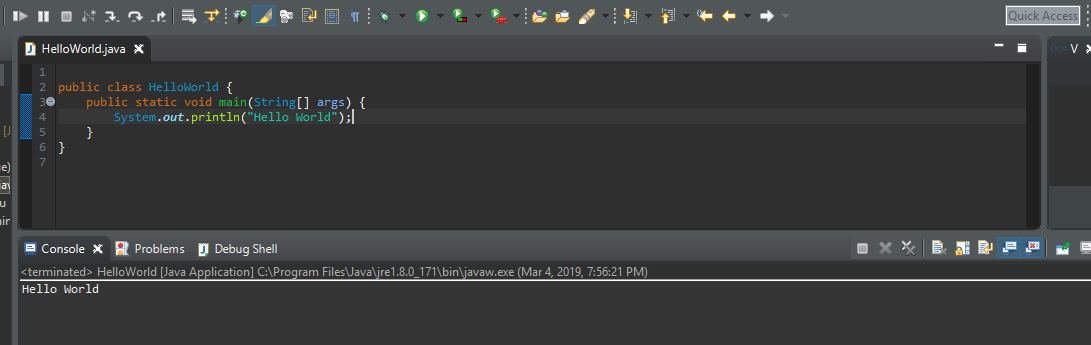 Quick Access
HelloWorld.java
V
1
2 public class HelloWorld {
3 public static void main(String[] args) {
4 System.out.println("Hello World");
5 }
6 }
7
Console Problems Debug Shell
<terminated> HelloWorld [Java Application] C:\Program Files\Java\jre1.8.0_171\bin\javaw.exe (Mar 4, 2019, 7:56:21 PM)
Hello World